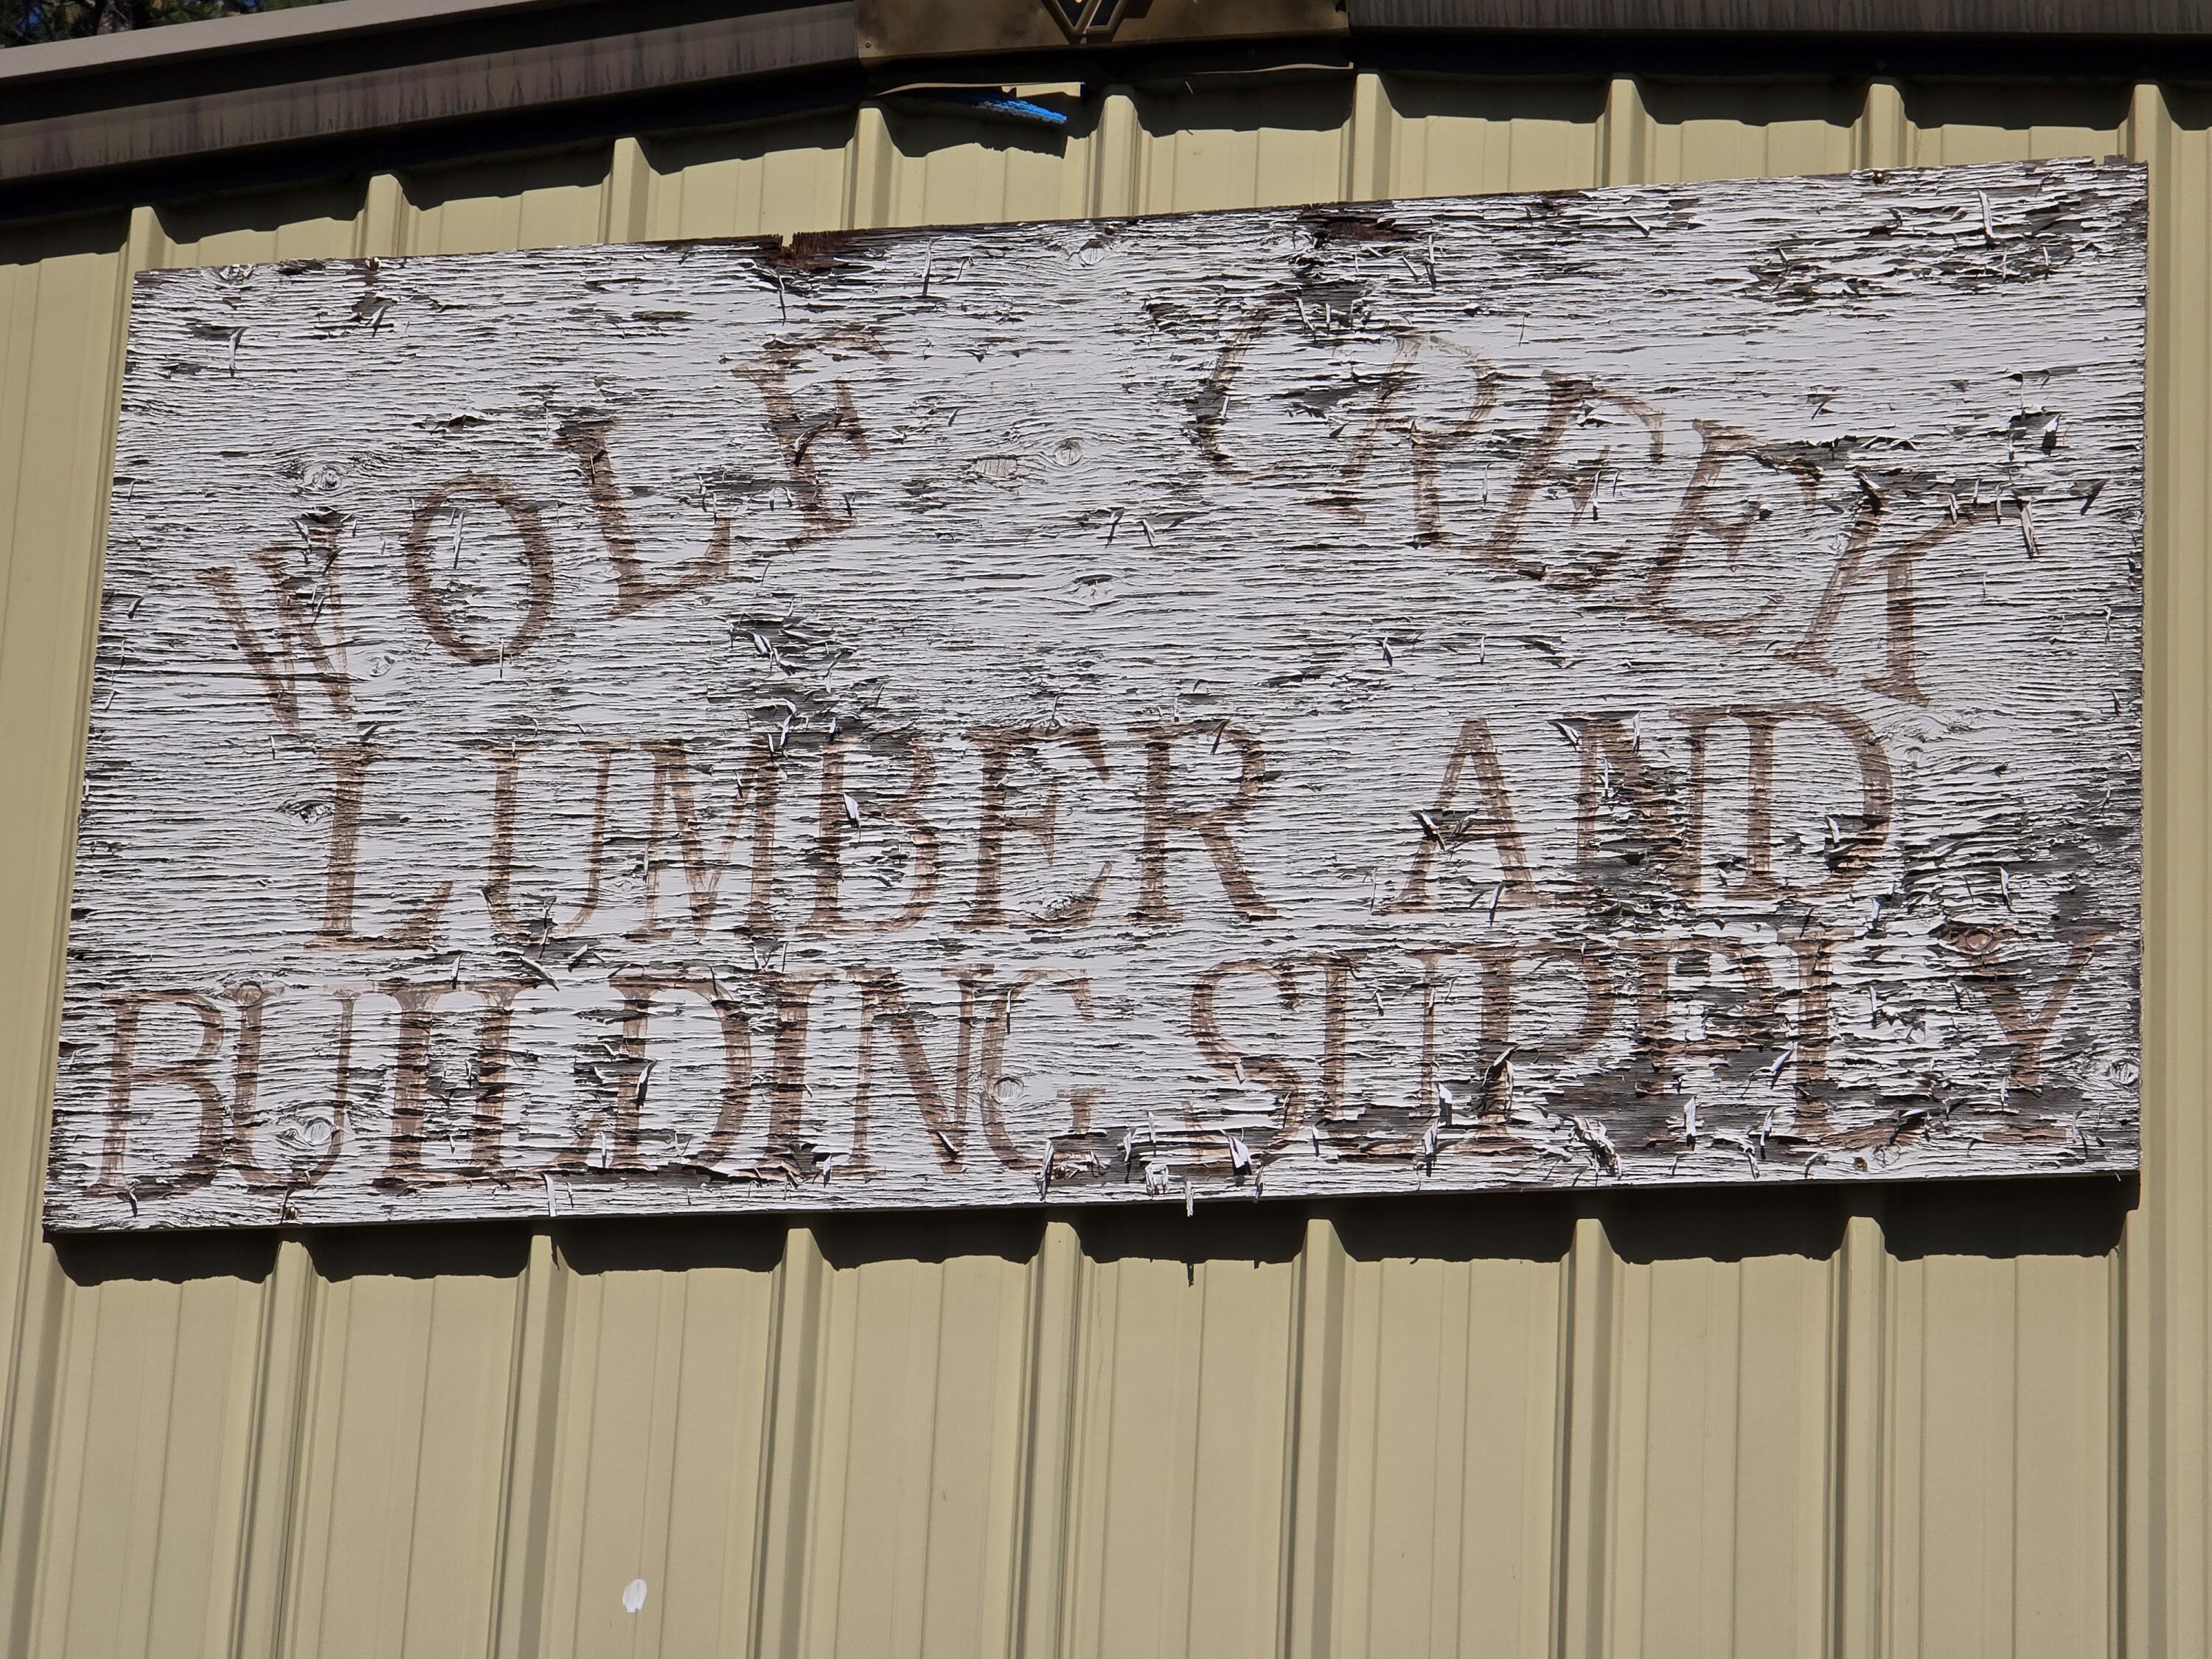 WOLF CREEK
LUMBER AND
BUILDING SUPPLY